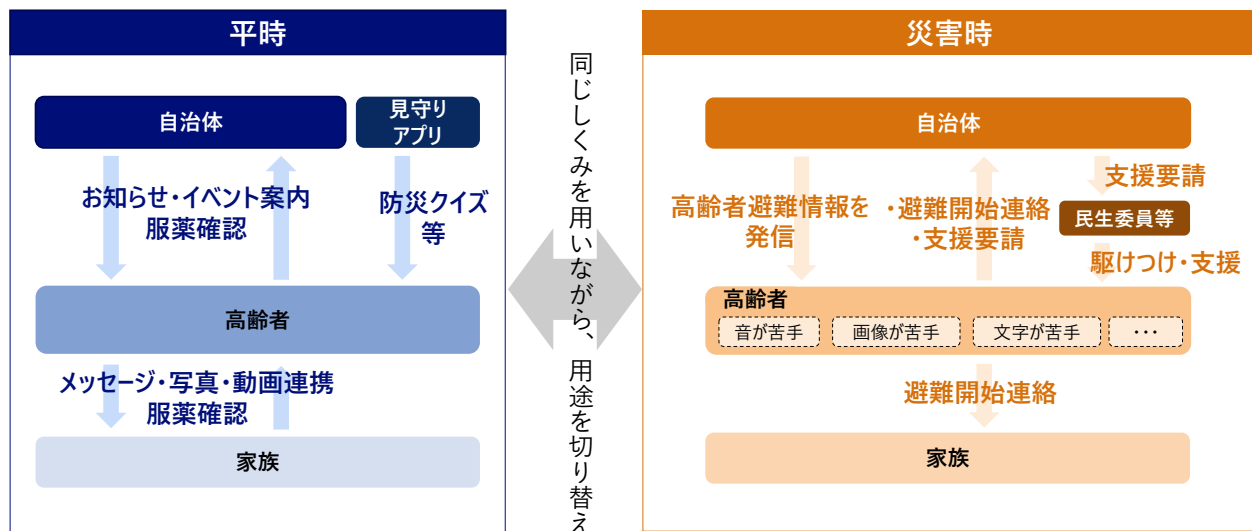 平時
自治体
見守り
アプリ
お知らせ・イベント案内
服薬確認
防災クイズ
等
高齢者
メッセージ・写真・動画連携
服薬確認
家族
同じしくみを用いながら、用途を切り替え
災害時
自治体
支援要請
高齢者避難情報を
発信
・避難開始連絡
・支援要請
民生委員等
駆けつけ・支援
高齢者
音が苦手
画像が苦手
文字が苦手
・・・
避難開始連絡
家族